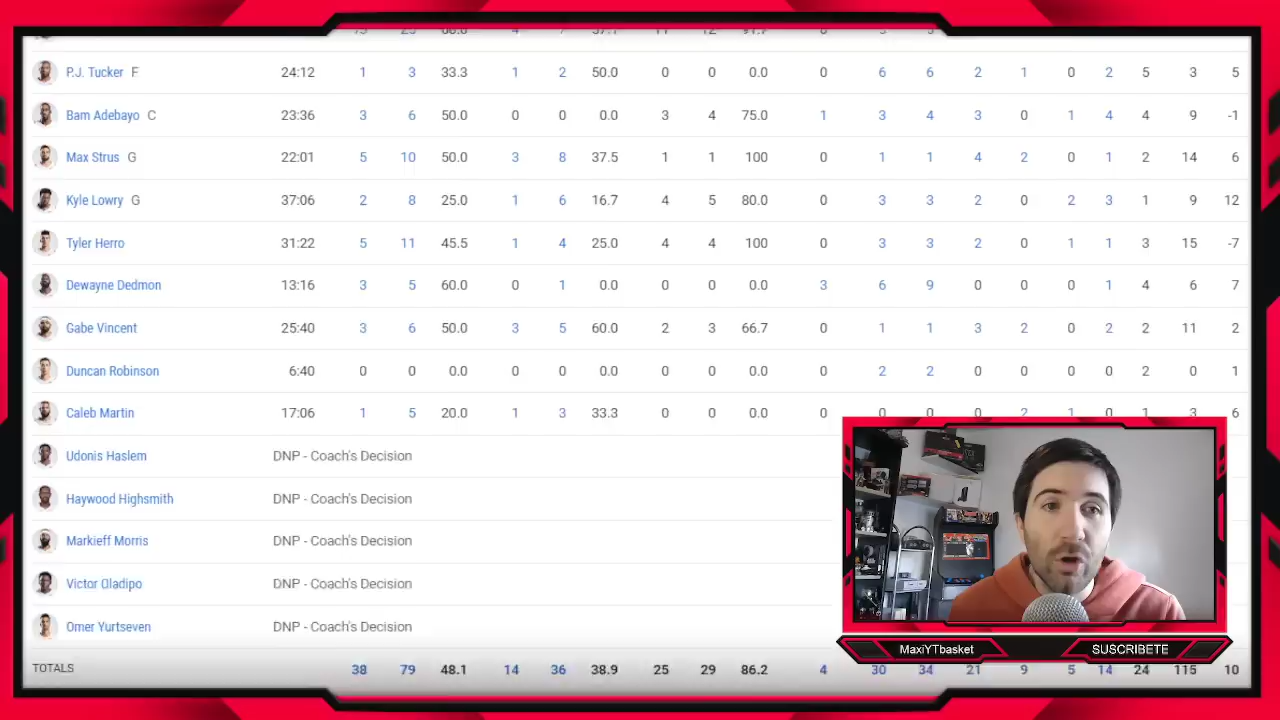 P.J. Tucker F 24:12 1 3 33.3 1 2 50.0 0 0 0.0 0 6 6 2 1 0 2 5 3 5
Bam Adebayo C 23:36 3 6 50.0 0 0 0.0 3 4 75.0 1 3 4 3 0 1 4 4 9 -1
Max Strus G 22:01 5 10 50.0 3 8 37.5 1 1 100 0 1 1 4 2 0 1 2 14 6
Kyle Lowry G 37:06 2 8 25.0 1 6 16.7 4 5 80.0 0 3 3 2 0 2 3 1 9 12
Tyler Herro 31:22 5 11 45.5 1 4 25.0 4 4 100 0 3 3 2 0 1 1 3 15 -7
Dewayne Dedmon 13:16 3 5 60.0 0 1 0.0 0 0 0.0 3 6 9 0 0 0 1 4 6 7
Gabe Vincent 25:40 3 6 50.0 3 5 60.0 2 3 66.7 0 1 1 3 2 0 2 2 11 2
Duncan Robinson 6:40 0 0 0.0 0 0 0.0 0 0 0.0 0 2 2 0 0 0 0 2 0 1
Caleb Martin 17:06 1 5 20.0 1 3 33.3 0 0 0.0 0 0 0 0 2 1 0 1 3 6
Udonis Haslem DNP - Coach's Decision
Haywood Highsmith DNP - Coach's Decision
Markieff Morris DNP - Coach's Decision
Victor Oladipo DNP - Coach's Decision
Omer Yurtseven DNP - Coach's Decision
MaxiYTbasket SUSCRIBETE
TOTALS 38 79 48.1 14 36 38.9 25 29 86.2 4 30 34 21 9 5 14 24 115 10